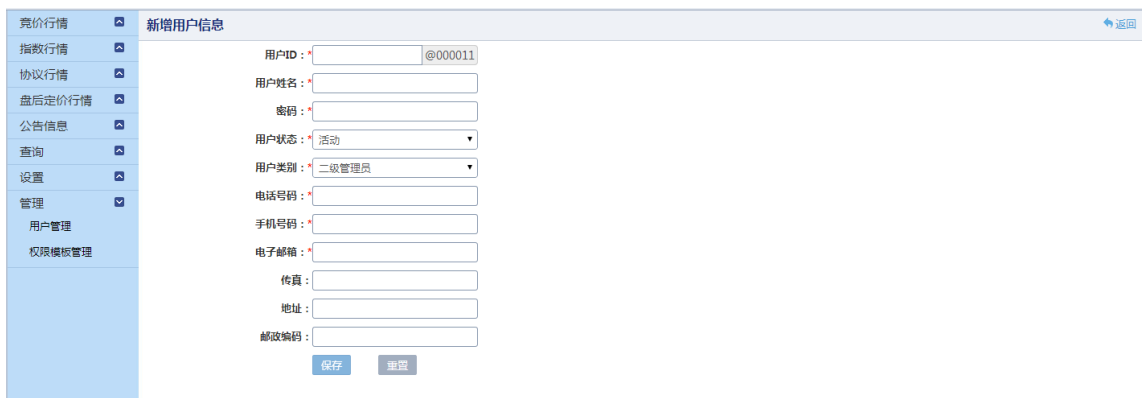 竞价行情
指数行情
协议行情
盘后定价行情
公告信息
查询
设置
管理
用户管理
权限模板管理
新增用户信息
返回
用户ID：* @000011
用户姓名：*
密码：*
用户状态：* 活动
用户类别：* 二级管理员
电话号码：*
手机号码：*
电子邮箱：*
传真：
地址：
邮政编码：
保存 重置